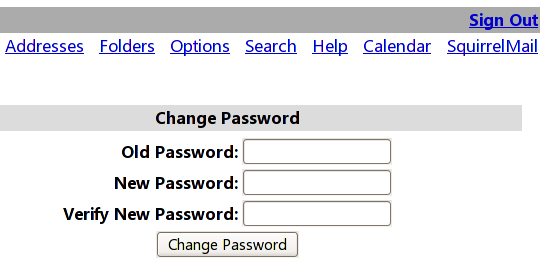 Sign Out
Addresses Folders Options Search Help Calendar SquirrelMail
Change Password
Old Password:
New Password:
Verify New Password:
Change Password